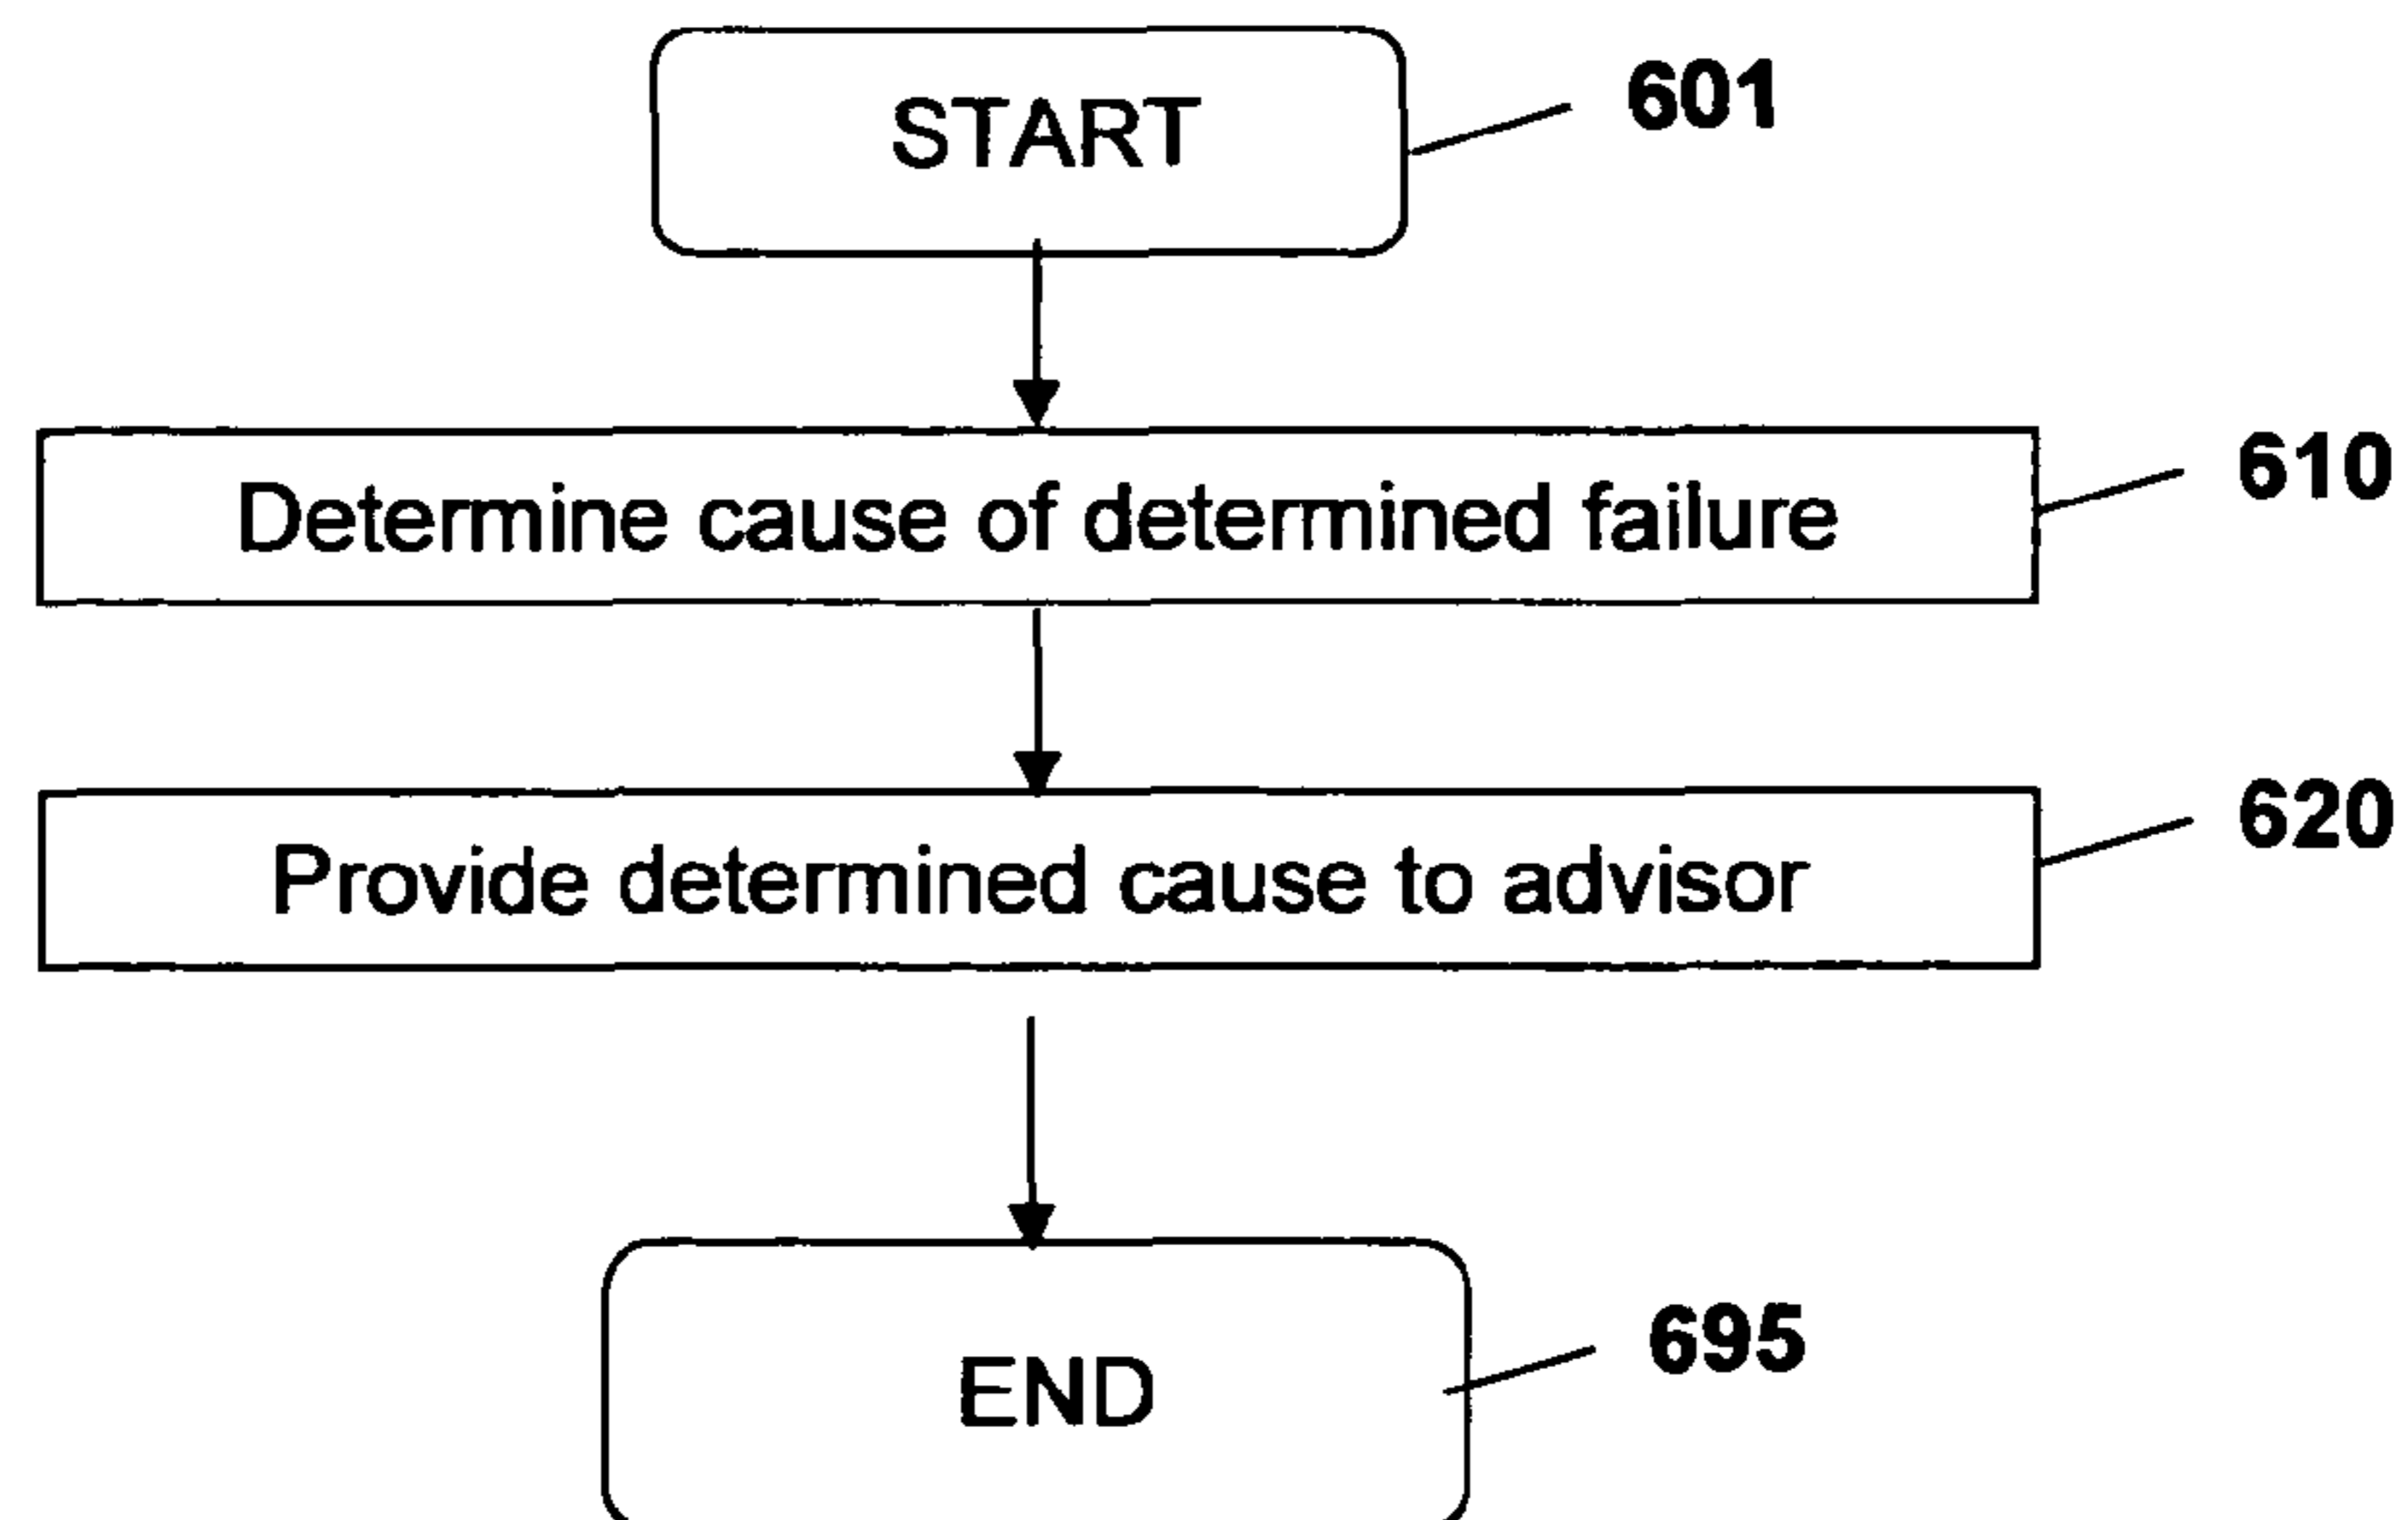 START
601
Determine cause of determined failure
610
Provide determined cause to advisor
620
END
695